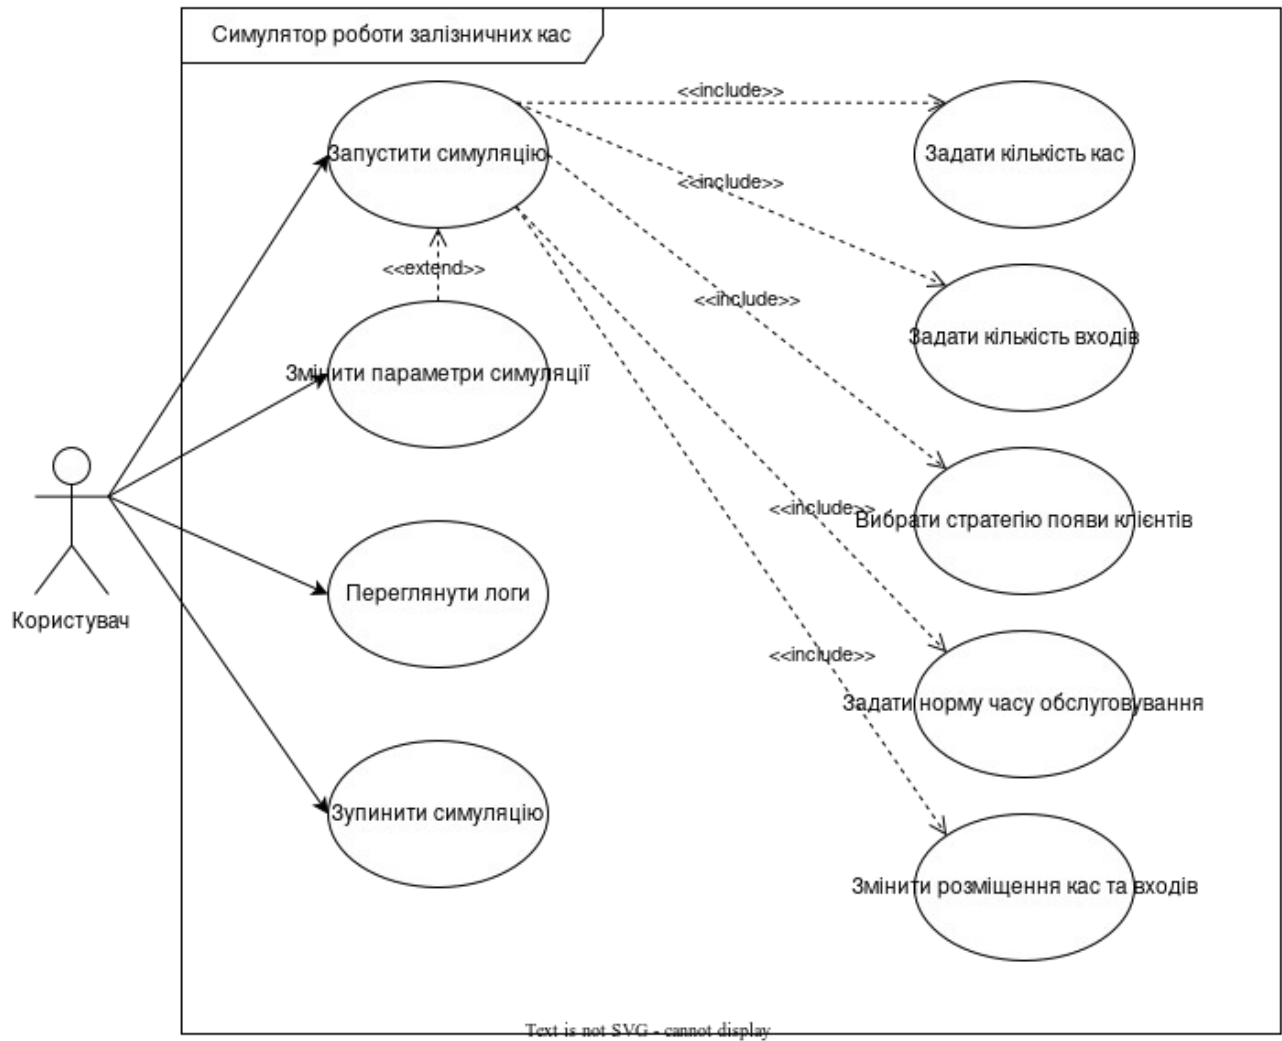 Симулятор роботи залізничних кас
<<include>>
Запустити симуляцію
Задати кількість кас
<<include>>
<<extend>>
<<include>>
Задати кількість входів
Змінити параметри симуляції
<<include>>
Вибрати стратегію появи клієнтів
Переглянути логи
Користувач
<<include>>
Задати норму часу обслуговування
Зупинити симуляцію
Змінити розміщення кас та входів
Text is not SVG - cannot display